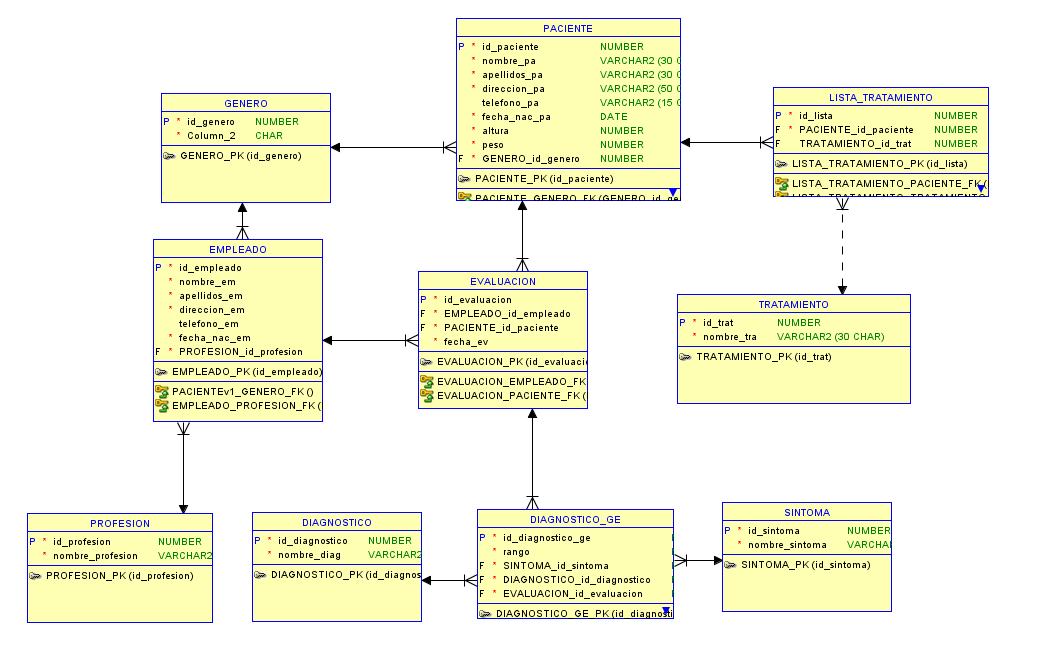 PACIENTE
P * id_paciente NUMBER
* nombre_pa VARCHAR2 (30 C
* apellidos_pa VARCHAR2 (30 C
* direccion_pa VARCHAR2 (50 C
telefono_pa VARCHAR2 (15 C
* fecha_nac_pa DATE
* altura NUMBER
* peso NUMBER
F * GENERO_id_genero NUMBER
PACIENTE_PK (id_paciente)
PACIENTE_GENERO_FK (GENERO_id_ge
GENERO
P * id_genero NUMBER
* Column_2 CHAR
GENERO_PK (id_genero)
LISTA_TRATAMIENTO
P * id_lista NUMBER
F * PACIENTE_id_paciente NUMBER
F TRATAMIENTO_id_trat NUMBER
LISTA_TRATAMIENTO_PK (id_lista)
LISTA_TRATAMIENTO_PACIENTE_FK (
LISTA_TRATAMIENTO_TRATAMIENTO
EMPLEADO
P * id_empleado
* nombre_em
* apellidos_em
* direccion_em
telefono_em
* fecha_nac_em
F * PROFESION_id_profesion
EMPLEADO_PK (id_empleado)
PACIENTEv1_GENERO_FK ()
EMPLEADO_PROFESION_FK (
EVALUACION
P * id_evaluacion
F * EMPLEADO_id_empleado
F * PACIENTE_id_paciente
* fecha_ev
EVALUACION_PK (id_evaluacio
EVALUACION_EMPLEADO_FK
EVALUACION_PACIENTE_FK (
TRATAMIENTO
P * id_trat NUMBER
* nombre_tra VARCHAR2 (30 CHAR)
TRATAMIENTO_PK (id_trat)
PROFESION
P * id_profesion NUMBER
* nombre_profesion VARCHAR2
PROFESION_PK (id_profesion)
DIAGNOSTICO
P * id_diagnostico NUMBER
* nombre_diag VARCHAR2
DIAGNOSTICO_PK (id_diagnos
DIAGNOSTICO_GE
P * id_diagnostico_ge
* rango
F * SINTOMA_id_sintoma
F * DIAGNOSTICO_id_diagnostico
F * EVALUACION_id_evaluacion
DIAGNOSTICO_GE_PK (id_diagnosti
SINTOMA
P * id_sintoma NUMBER
* nombre_sintoma VARCHA
SINTOMA_PK (id_sintoma)